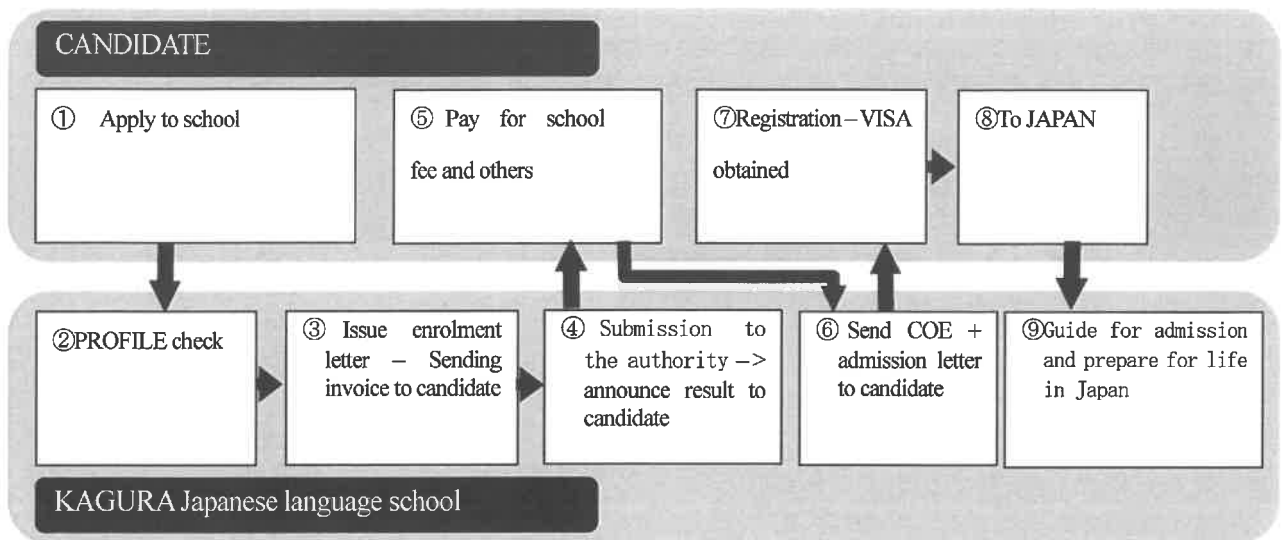 CANDIDATE
① Apply to school
⑤ Pay for school
fee and others
⑦Registration–VISA
obtained
⑧To JAPAN
②PROFILE check
③ Issue enrolment
letter – Sending
invoice to candidate
④ Submission to
the authority –>
announce result to
candidate
⑥ Send COE +
admission letter
to candidate
⑨Guide for admission
and prepare for life
in Japan
KAGURA Japanese language school